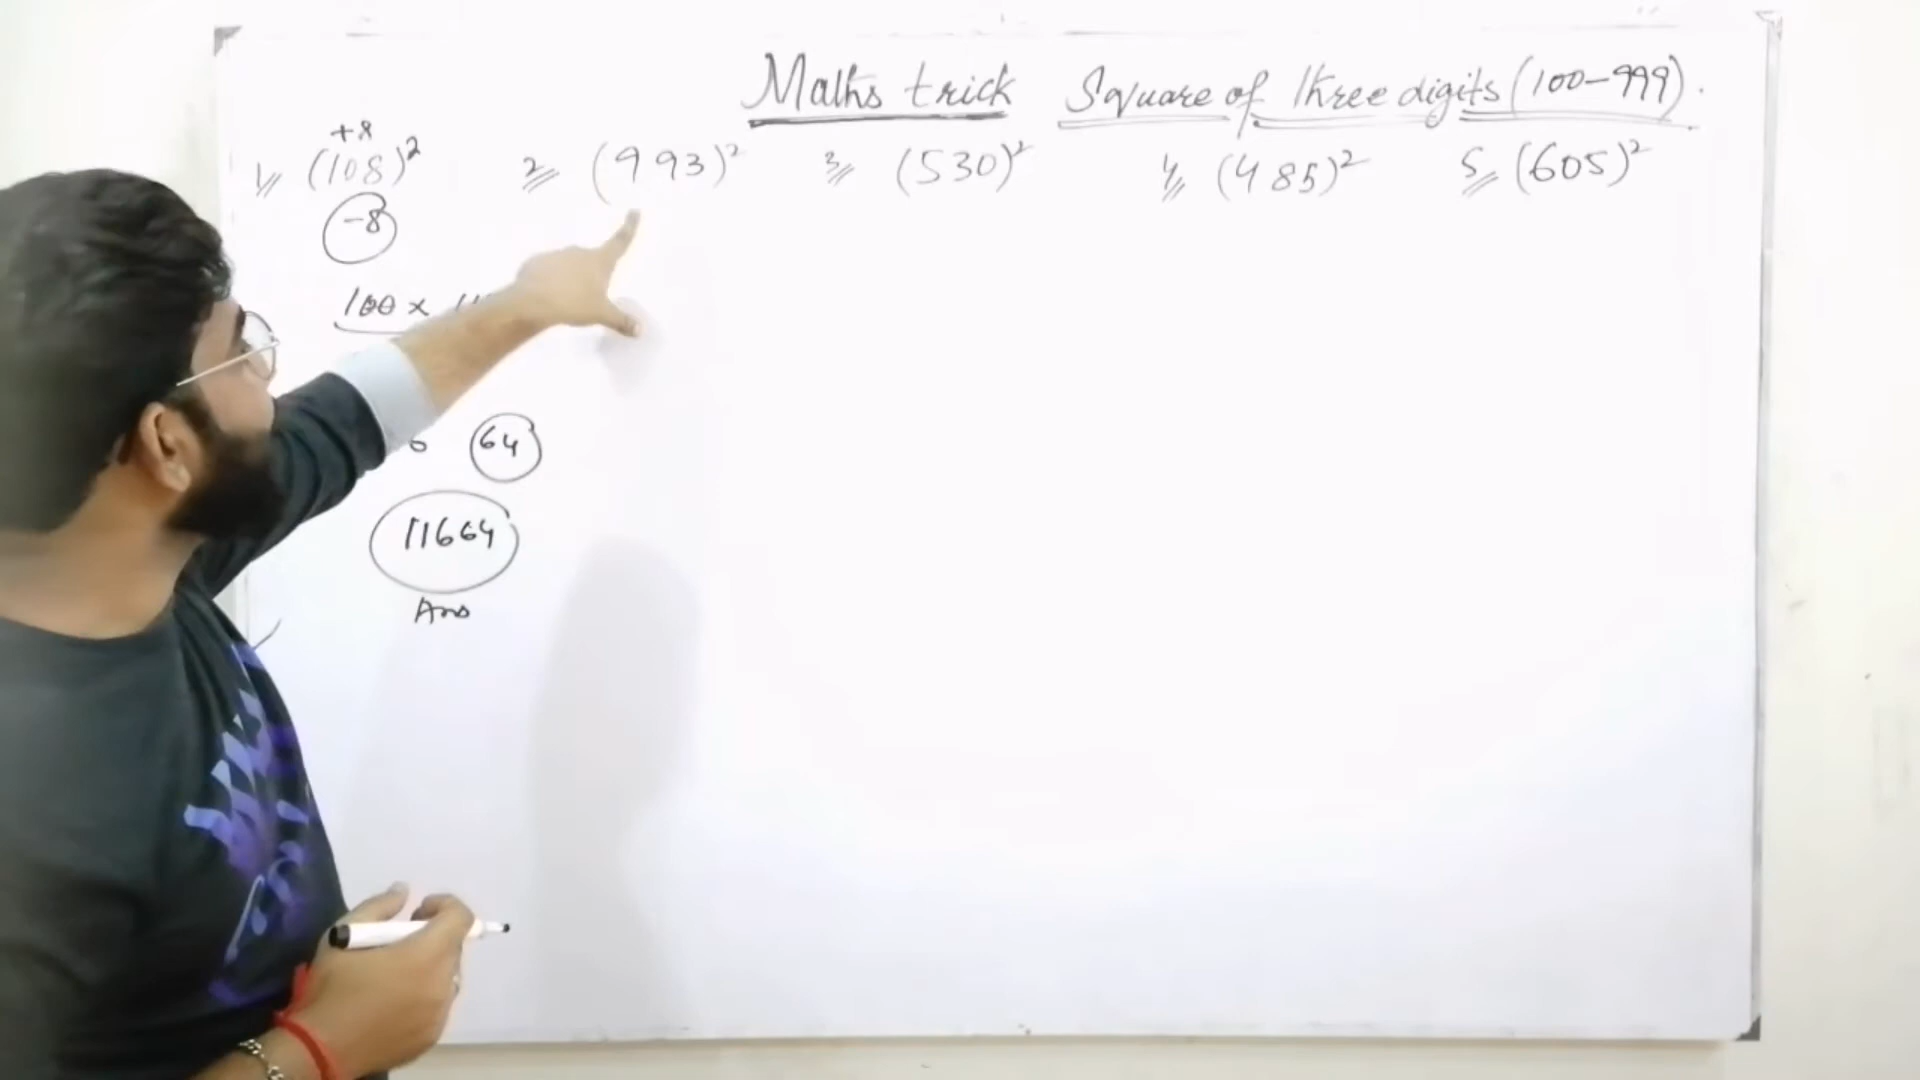 Maths trick Square of three digits (100-999).
+8
1 (108)² 2 (993)² 3 (530)² 4 (485)² 5 (605)²
-8
100 ×
64
11664
Ans